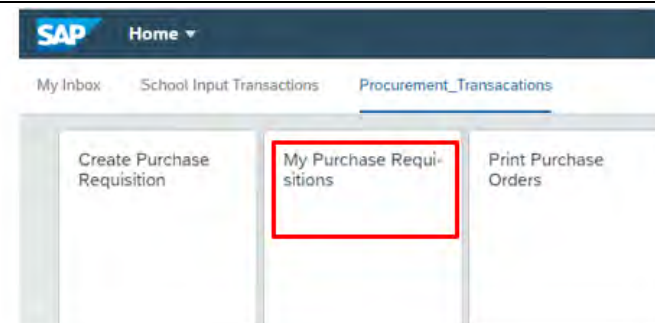 SAP Home
My Inbox School Input Transactions Procurement_Transacations
Create Purchase
Requisition
My Purchase Requi-
sitions
Print Purchase
Orders